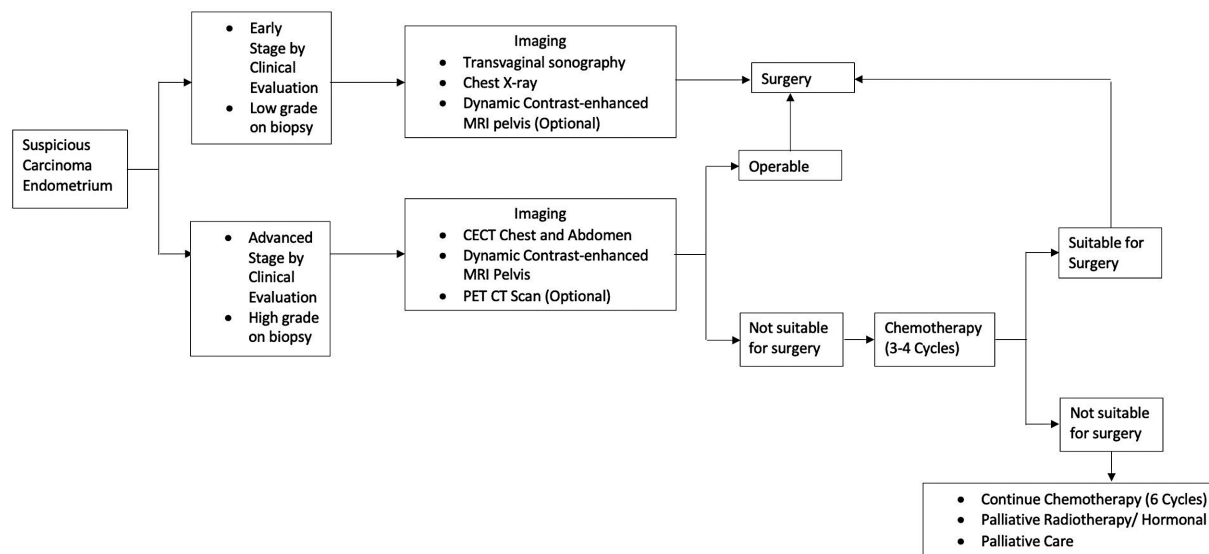 Suspicious
Carcinoma
Endometrium
● Early
Stage by
Clinical
Evaluation
● Low grade
on biopsy
Imaging
● Transvaginal sonography
● Chest X-ray
● Dynamic Contrast-enhanced
MRI pelvis (Optional)
Surgery
Operable
● Advanced
Stage by
Clinical
Evaluation
● High grade
on biopsy
Imaging
● CECT Chest and Abdomen
● Dynamic Contrast-enhanced
MRI Pelvis
● PET CT Scan (Optional)
Not suitable
for surgery
Chemotherapy
(3-4 Cycles)
Suitable for
Surgery
Not suitable
for surgery
● Continue Chemotherapy (6 Cycles)
● Palliative Radiotherapy/ Hormonal
● Palliative Care